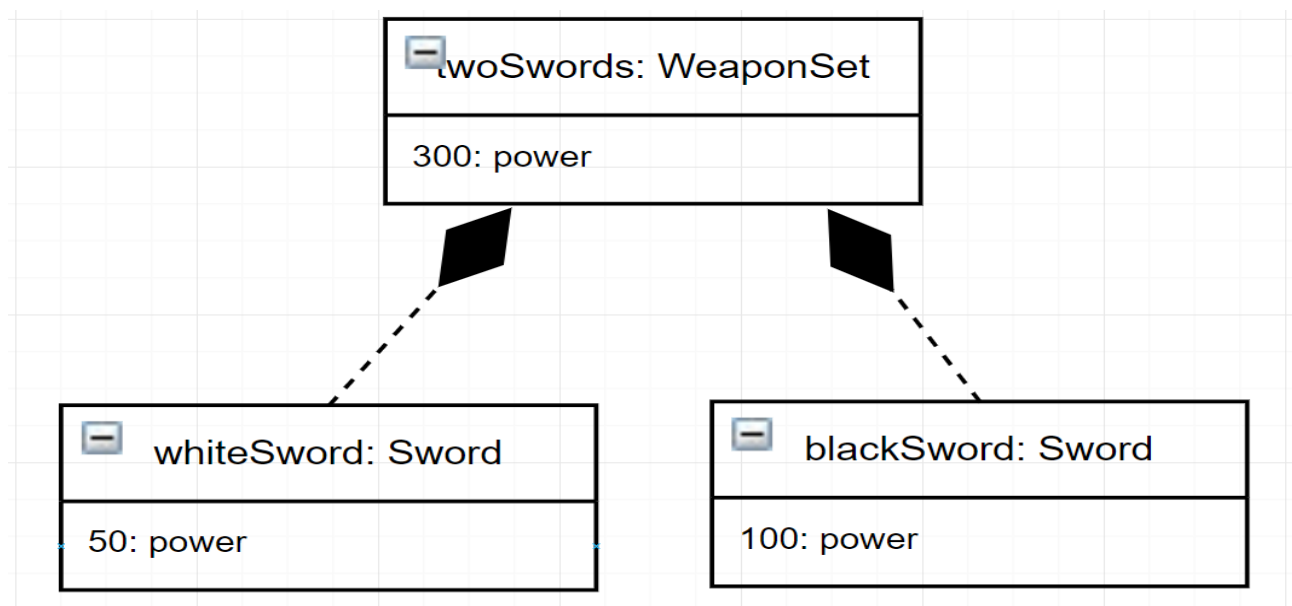 twoSwords: WeaponSet
300: power
whiteSword: Sword
50: power
blackSword: Sword
100: power